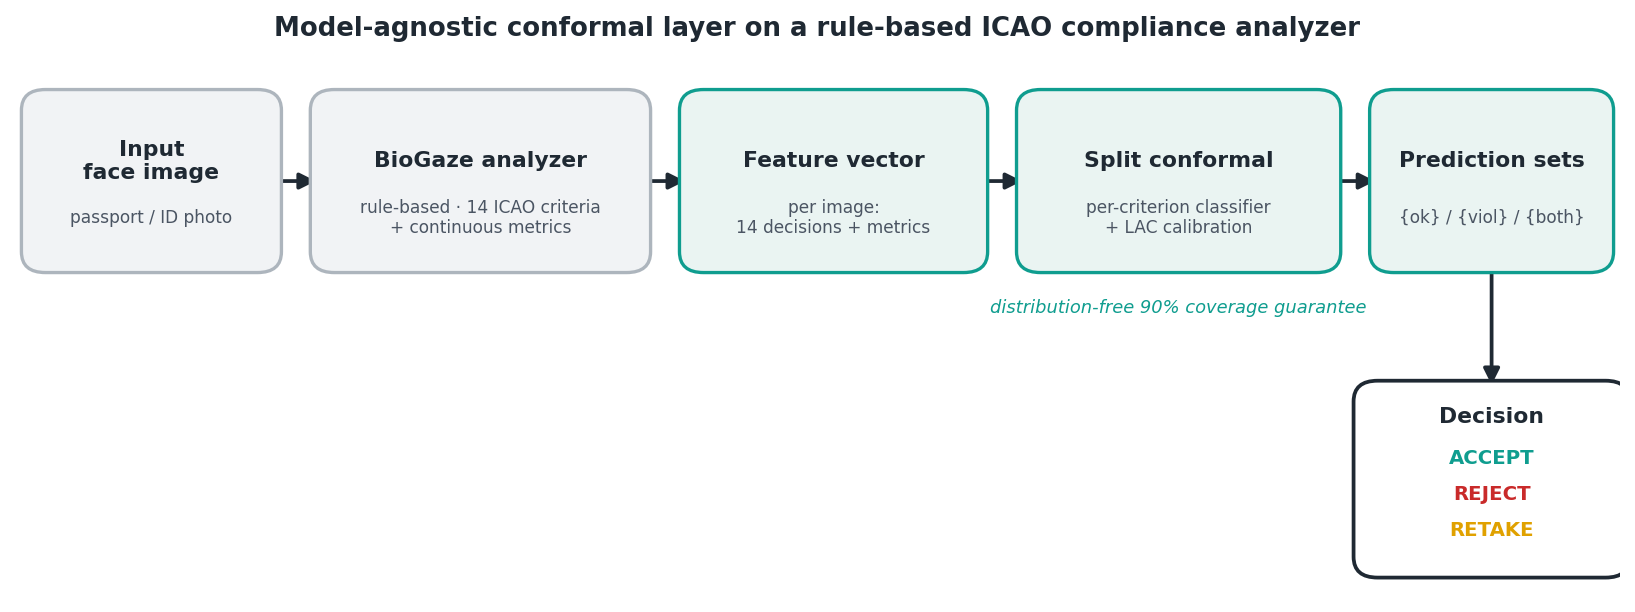 Model-agnostic conformal layer on a rule-based ICAO compliance analyzer
Input
face image
passport / ID photo
BioGaze analyzer
rule-based · 14 ICAO criteria
+ continuous metrics
Feature vector
per image:
14 decisions + metrics
Split conformal
per-criterion classifier
+ LAC calibration
Prediction sets
{ok} / {viol} / {both}
distribution-free 90% coverage guarantee
Decision
ACCEPT
REJECT
RETAKE